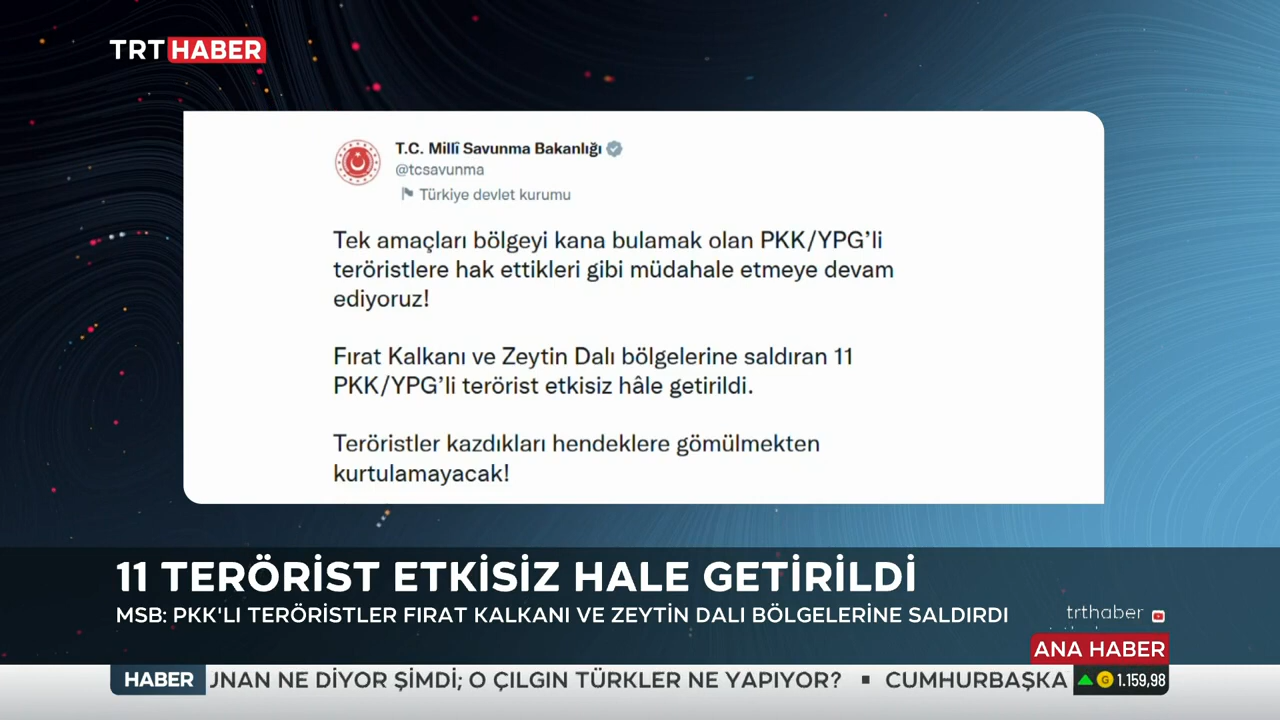 TRT HABER
T.C. Millî Savunma Bakanlığı
@tcsavunma
Türkiye devlet kurumu
Tek amaçları bölgeyi kana bulamak olan PKK/YPG’li
teröristlere hak ettikleri gibi müdahale etmeye devam
ediyoruz!
Fırat Kalkanı ve Zeytin Dalı bölgelerine saldıran 11
PKK/YPG’li terörist etkisiz hâle getirildi.
Teröristler kazdıkları hendeklere gömülmekten
kurtulamayacak!
11 TERÖRİST ETKİSİZ HALE GETİRİLDİ
MSB: PKK'LI TERÖRİSTLER FIRAT KALKANI VE ZEYTİN DALI BÖLGELERİNE SALDIRDI
trthaber
ANA HABER
HABER UNAN NE DİYOR ŞİMDİ; O ÇILGIN TÜRKLER NE YAPIYOR? ▪ CUMHURBAŞKA G 1.159,98